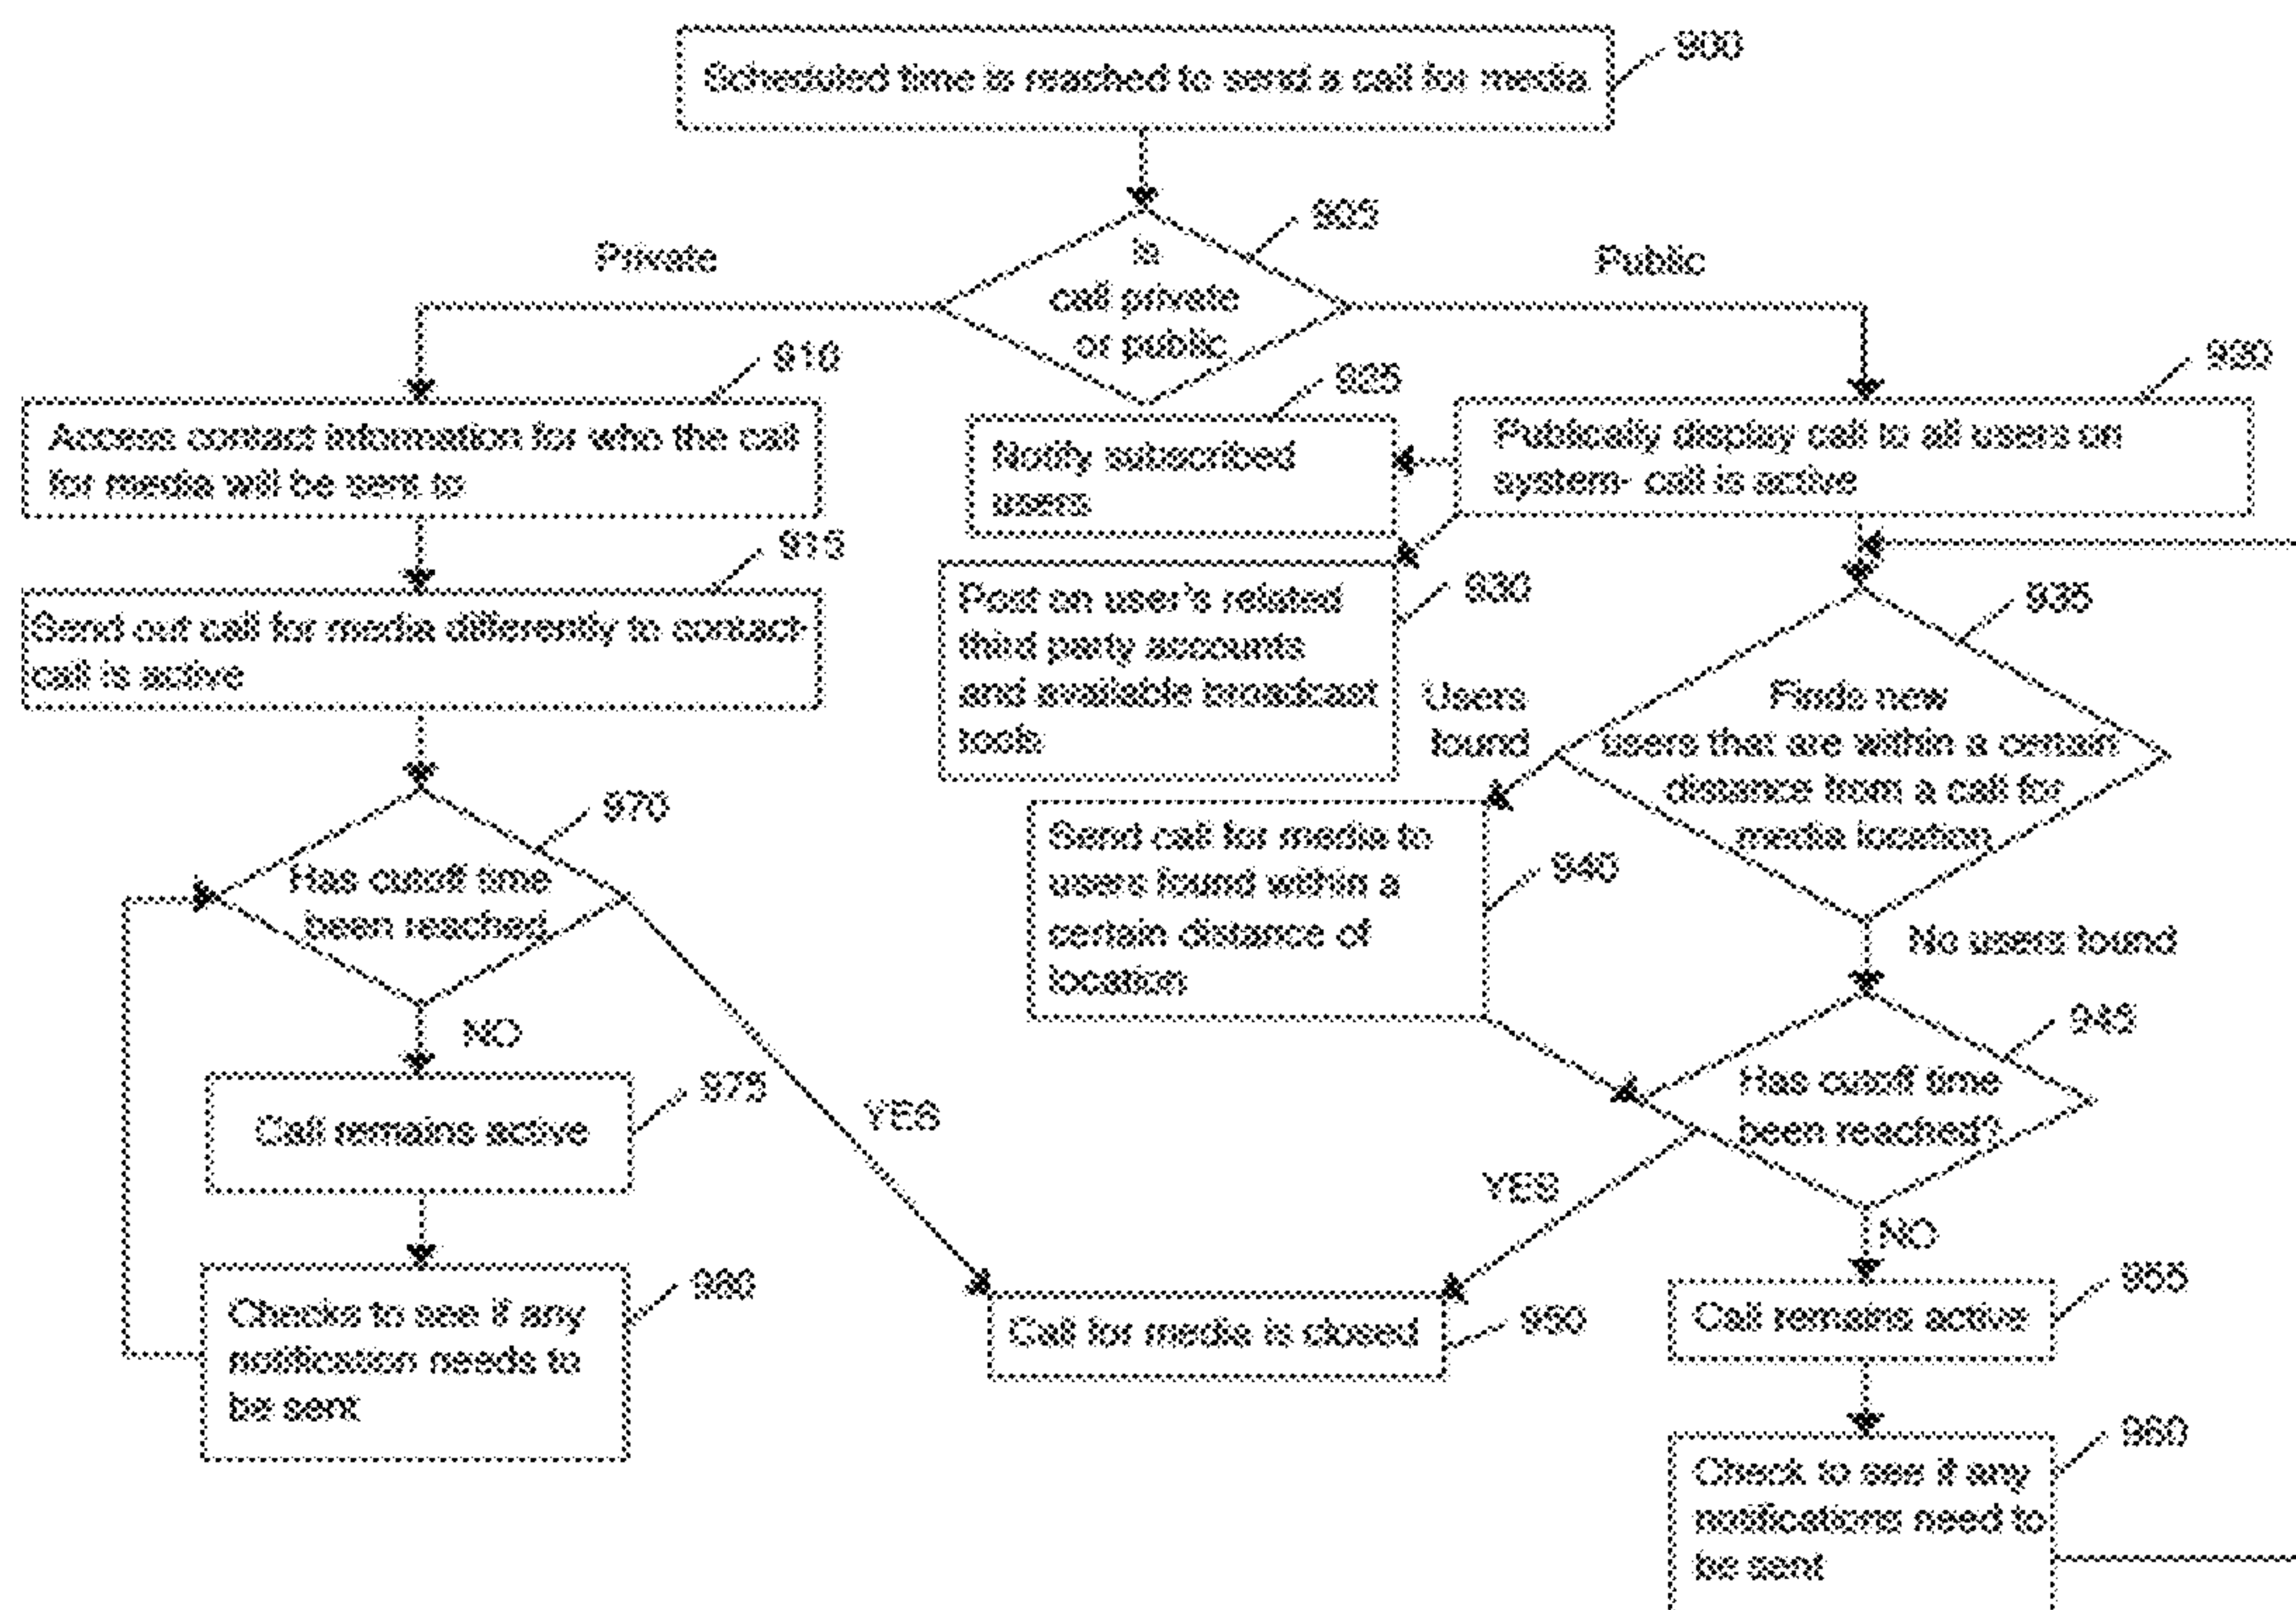 Scheduled time is reached to send a call for media
900
905
is
call private
or public
Private
Public
910
Access contact information for who the call
for media will be sent to
915
Send out call for media differently to contact-
call is active
925
Notify subscribed
users
920
Publically display call to all users on
system- call is active
930
Post on user's related
third party accounts
and available broadcast
tools
935
Finds new
users that are within a certain
distance from a call for
media location
Users
found
No users found
940
Send call for media to
users found within a
certain distance of
location
970
Has cutoff time
been reached
NO
YES
975
Call remains active
980
Checks to see if any
notification needs to
be sent
945
Has cutoff time
been reached?
YES
NO
950
Call for media is closed
955
Call remains active
960
Check to see if any
notifications need to
be sent